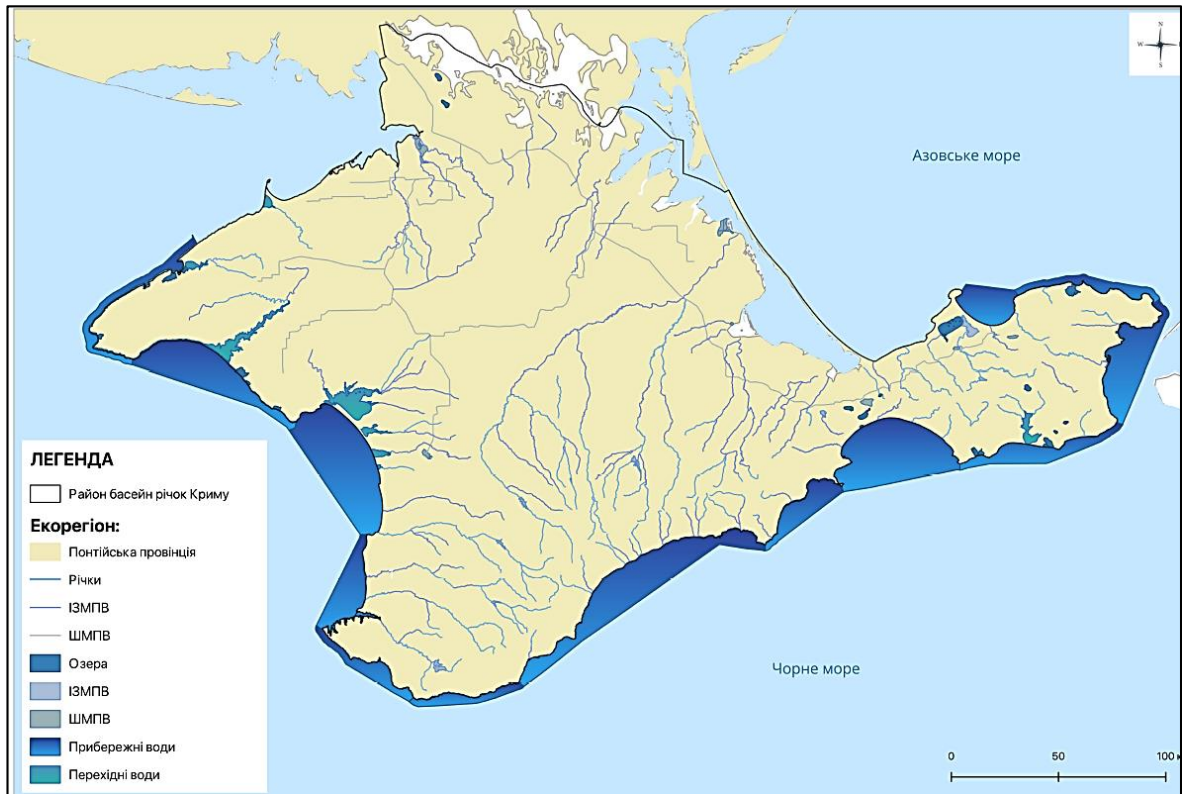 N
W
S
Азовське море
ЛЕГЕНДА
Район басейн річок Криму
Екорегіон:
Понтійська провінція
Річки
ІЗМПВ
ШМПВ
Озера
ІЗМПВ
ШМПВ
Прибережні води
Перехідні води
Чорне море
0 50 100